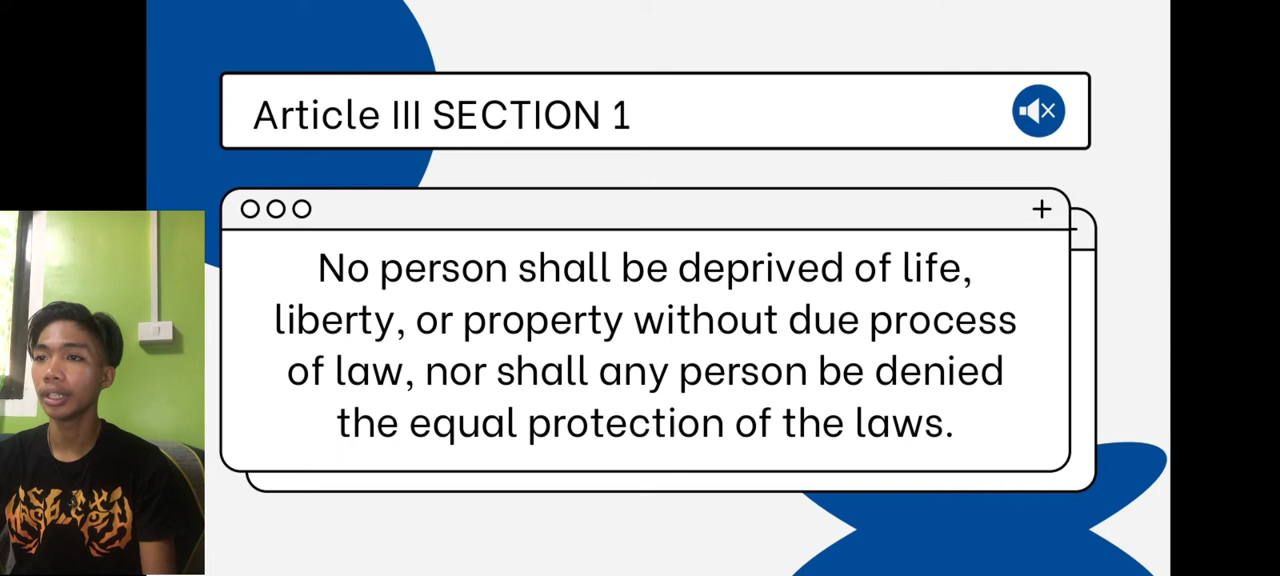 Article III SECTION 1
No person shall be deprived of life,
liberty, or property without due process
of law, nor shall any person be denied
the equal protection of the laws.